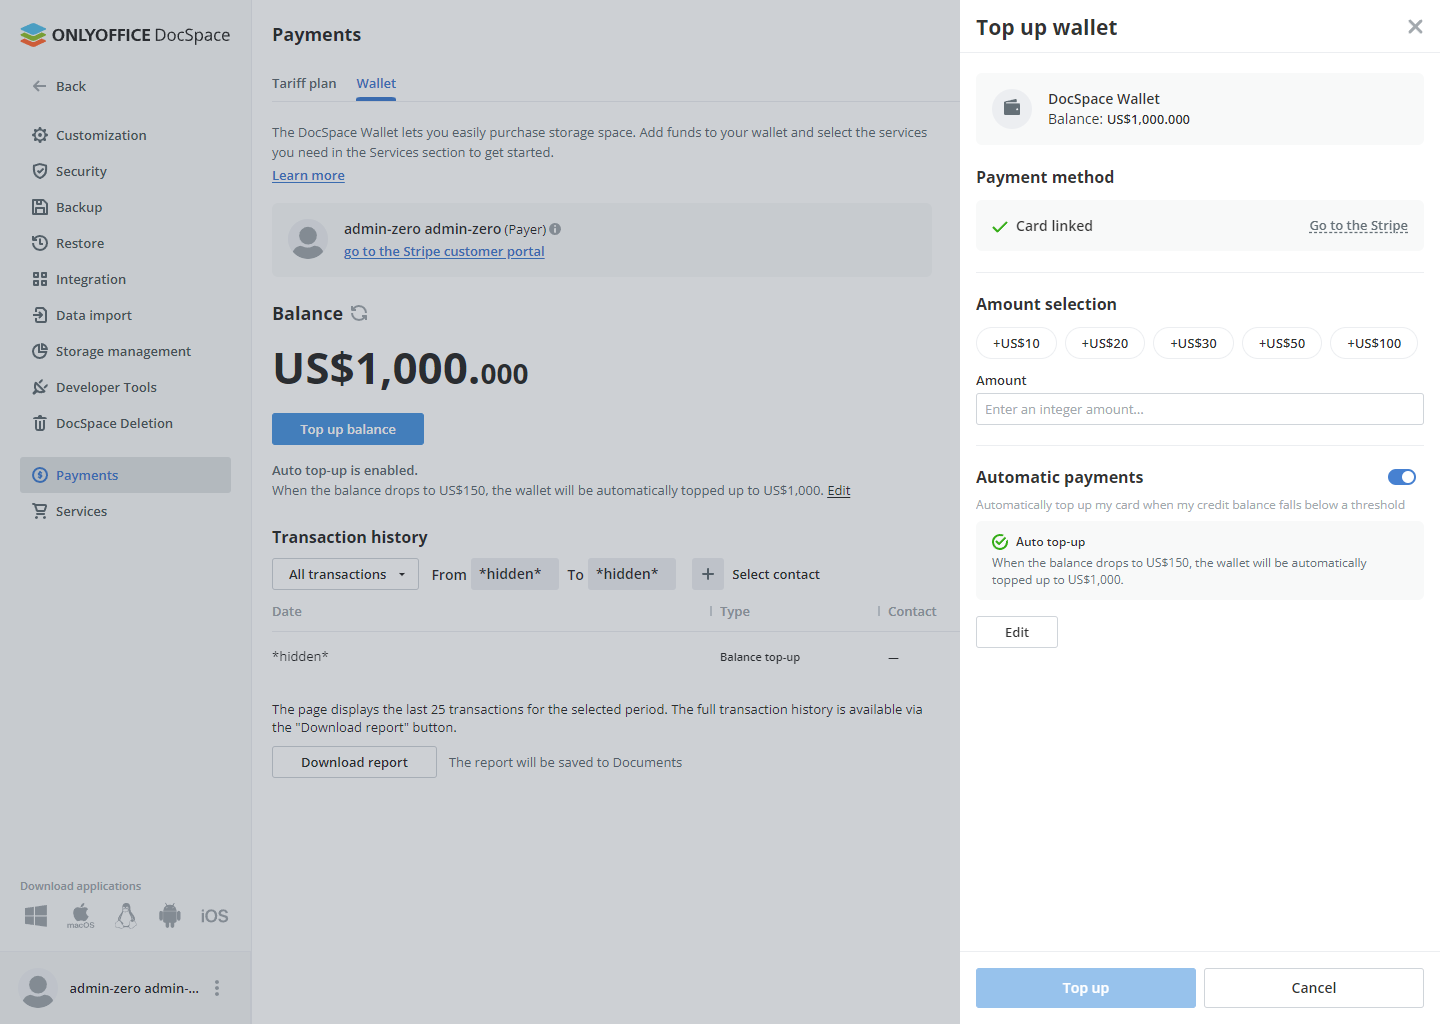 ONLYOFFICE DocSpace
Back
Customization
Security
Backup
Restore
Integration
Data import
Storage management
Developer Tools
DocSpace Deletion
Payments
Services
Download applications
macOS
iOS
admin-zero admin-...
Payments
Tariff plan
Wallet
The DocSpace Wallet lets you easily purchase storage space. Add funds to your wallet and select the services
you need in the Services section to get started.
Learn more
admin-zero admin-zero (Payer)
go to the Stripe customer portal
Balance
US$1,000.000
Top up balance
Auto top-up is enabled.
When the balance drops to US$150, the wallet will be automatically topped up to US$1,000. Edit
Transaction history
All transactions From *hidden* To *hidden* + Select contact
Date Type Contact
*hidden* Balance top-up —
The page displays the last 25 transactions for the selected period. The full transaction history is available via
the "Download report" button.
Download report The report will be saved to Documents
Top up wallet
DocSpace Wallet
Balance: US$1,000.000
Payment method
Card linked Go to the Stripe
Amount selection
+US$10 +US$20 +US$30 +US$50 +US$100
Amount
Enter an integer amount...
Automatic payments
Automatically top up my card when my credit balance falls below a threshold
Auto top-up
When the balance drops to US$150, the wallet will be automatically
topped up to US$1,000.
Edit
Top up Cancel